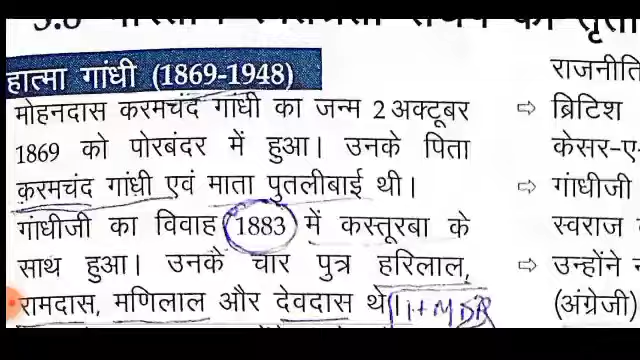 हात्मा गांधी (1869-1948)
मोहनदास करमचंद गांधी का जन्म 2 अक्टूबर
1869 को पोरबंदर में हुआ। उनके पिता
करमचंद गांधी एवं माता पुतलीबाई थी।
गांधीजी का विवाह 1883 में कस्तूरबा के
साथ हुआ। उनके चार पुत्र हरिलाल,
रामदास, मणिलाल और देवदास थे।
राजनीति
⇨ ब्रिटिश
केसर-ए-
⇨ गांधीजी
स्वराज
⇨ उन्होंने
(अंग्रेजी)